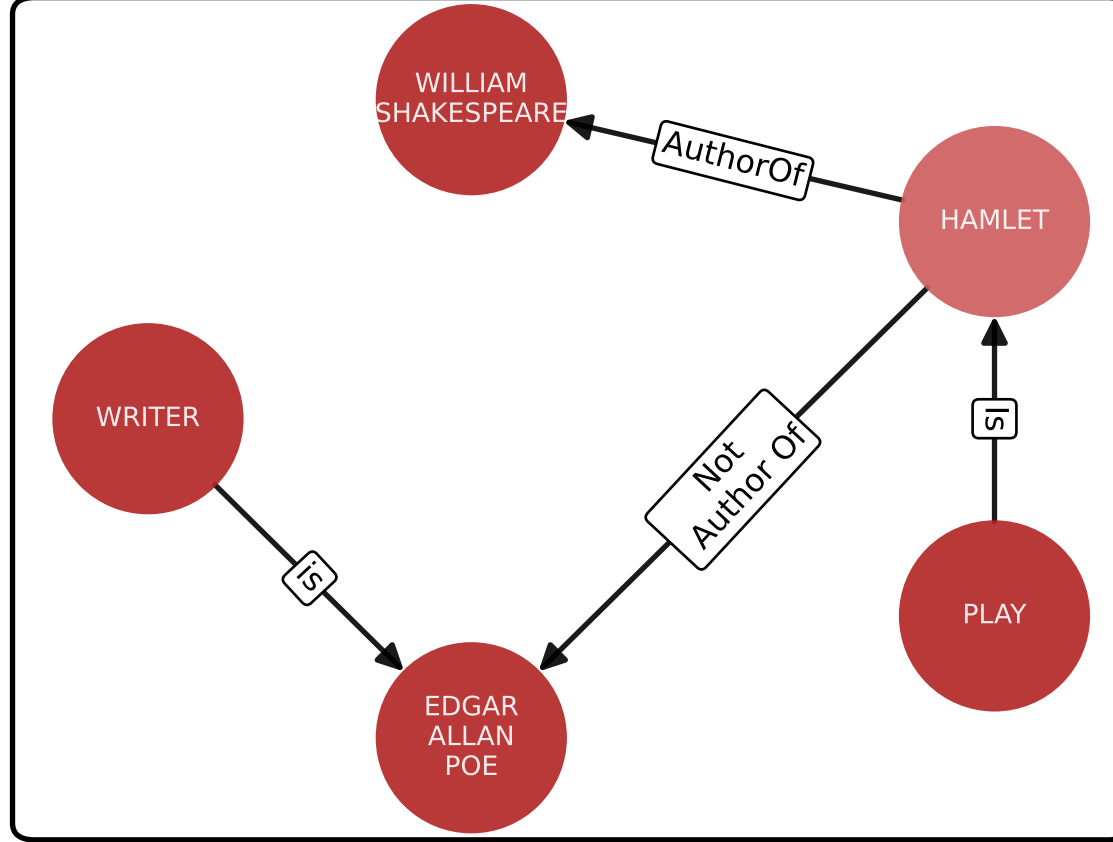 WILLIAM
SHAKESPEARE
AuthorOf
HAMLET
WRITER
Is
Not
Author Of
is
PLAY
EDGAR
ALLAN
POE